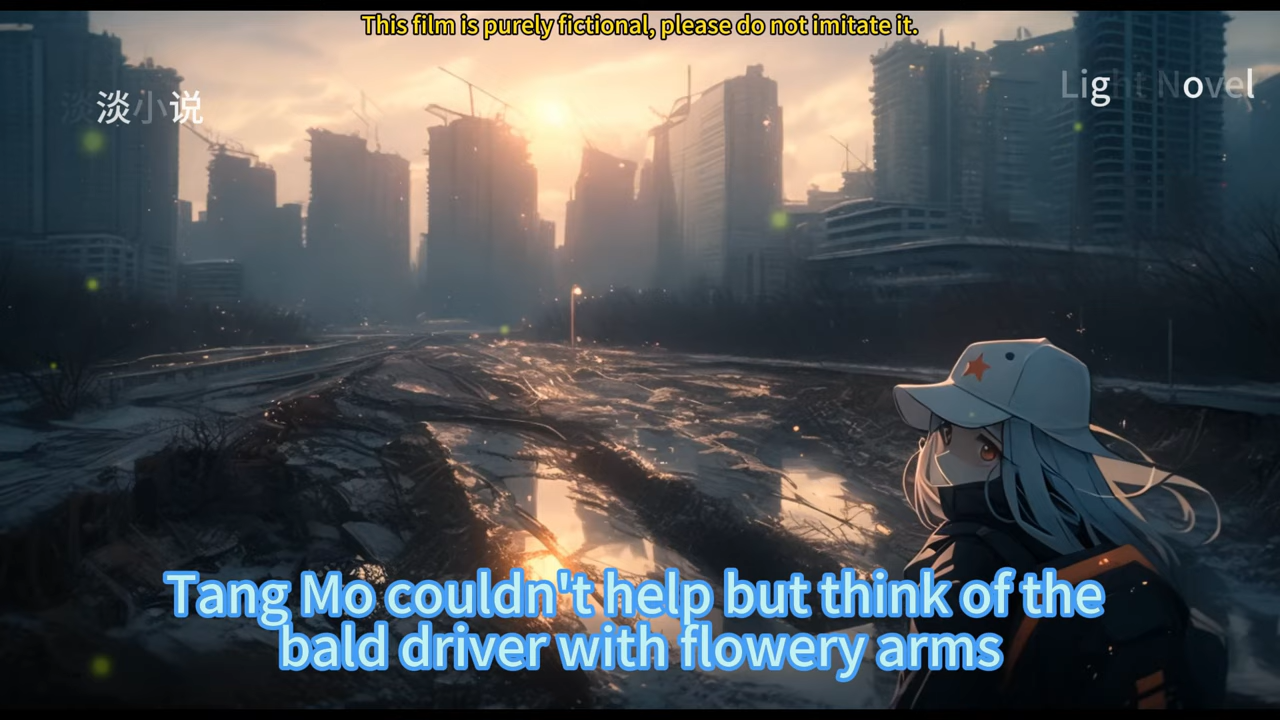 This film is purely fictional, please do not imitate it.
淡淡小说
Light Novel
Tang Mo couldn't help but think of the
bald driver with flowery arms